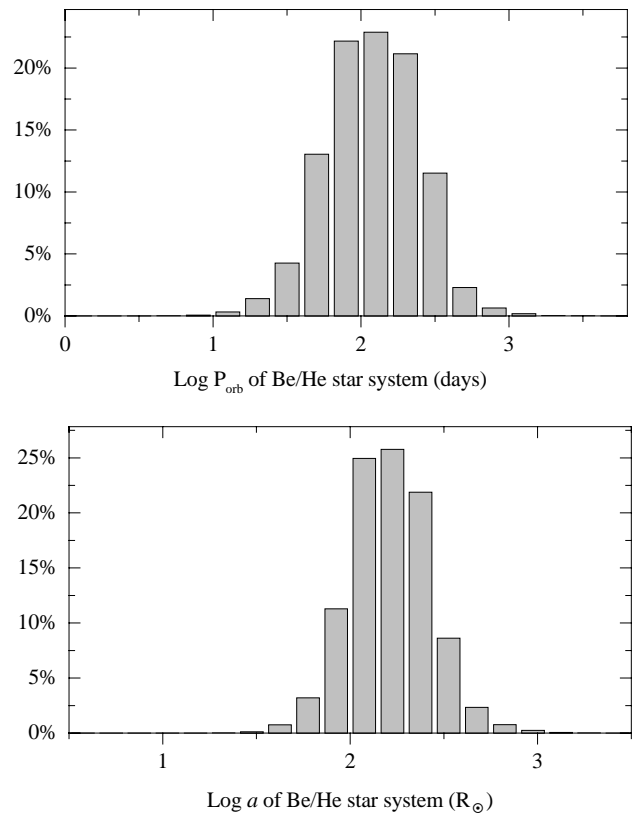 20%
15%
10%
5%
0%
0 1 2 3
Log P_orb of Be/He star system (days)
25%
20%
15%
10%
5%
0%
1 2 3
Log a of Be/He star system (R_☉)